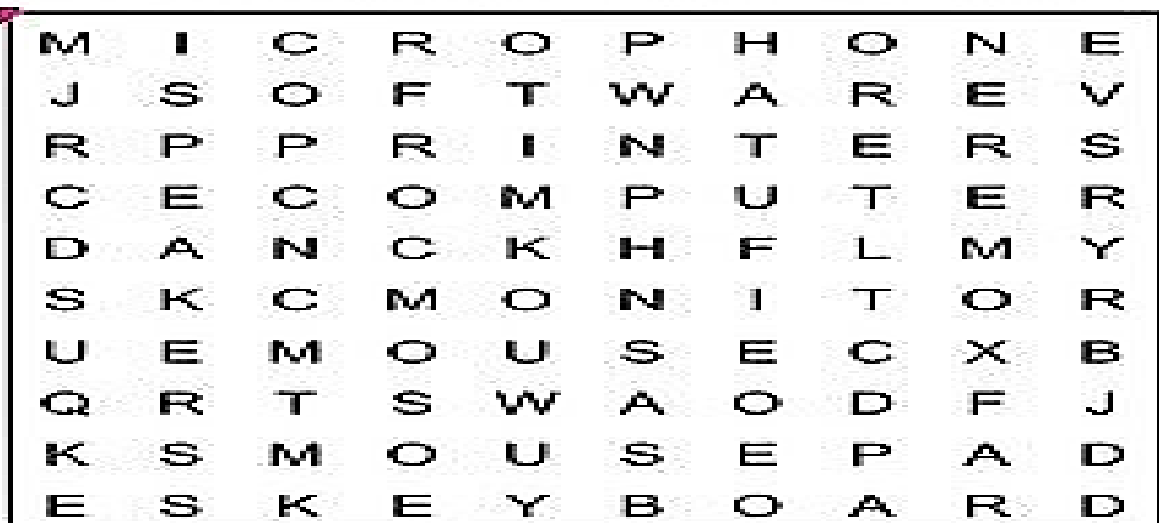 M I C R O P H O N E
J S O F T W A R E V
R P P R I N T E R S
C E C O M P U T E R
D A N C K H F L M Y
S K C M O N I T O R
U E M O U S E C X B
Q R T S W A O D F J
K S M O U S E P A D
E S K E Y B O A R D